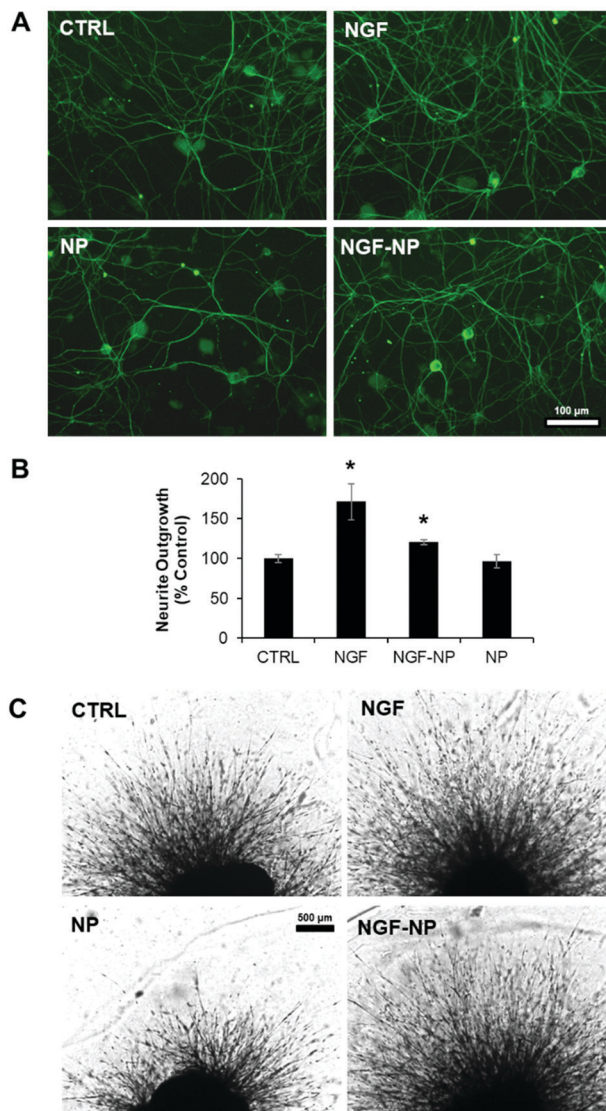 A
CTRL
NGF
NP
NGF-NP
100 µm
B
Neurite Outgrowth
(% Control)
200
150
100
50
0
*
*
CTRL
NGF
NGF-NP
NP
C
CTRL
NGF
NP
500 µm
NGF-NP